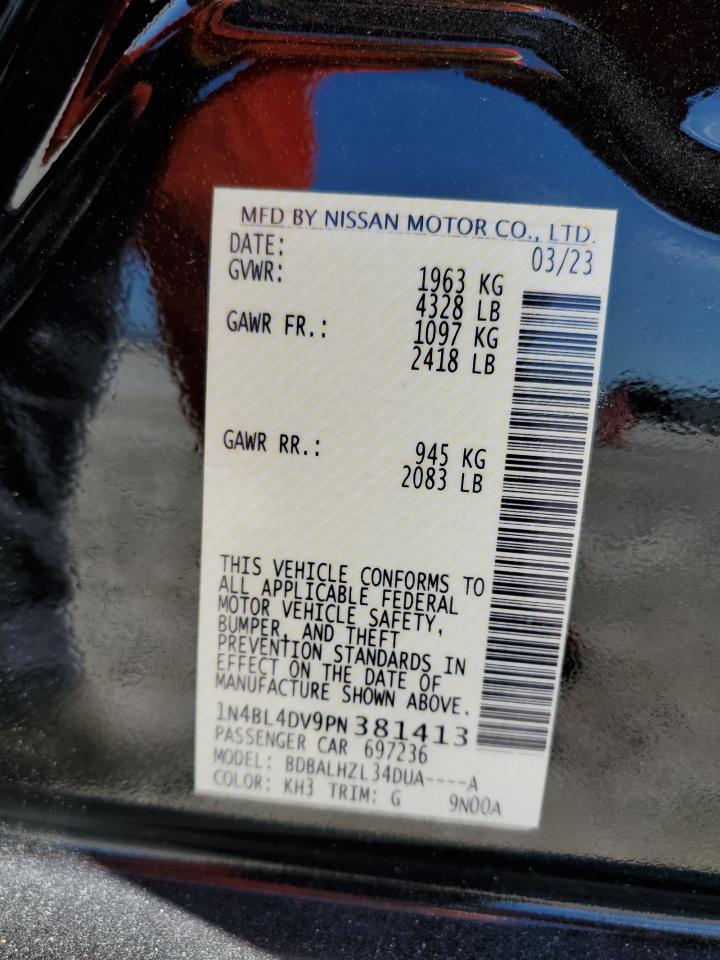 MFD BY NISSAN MOTOR CO., LTD.
DATE: 03/23
GVWR: 1963 KG
4328 LB
GAWR FR.: 1097 KG
2418 LB
GAWR RR.: 945 KG
2083 LB
THIS VEHICLE CONFORMS TO
ALL APPLICABLE FEDERAL
MOTOR VEHICLE SAFETY,
BUMPER, AND THEFT
PREVENTION STANDARDS IN
EFFECT ON THE DATE OF
MANUFACTURE SHOWN ABOVE.
1N4BL4DV9PN381413
PASSENGER CAR 697236
MODEL: BDBALHZL34DUA----A
COLOR: KH3 TRIM: G 9N00A